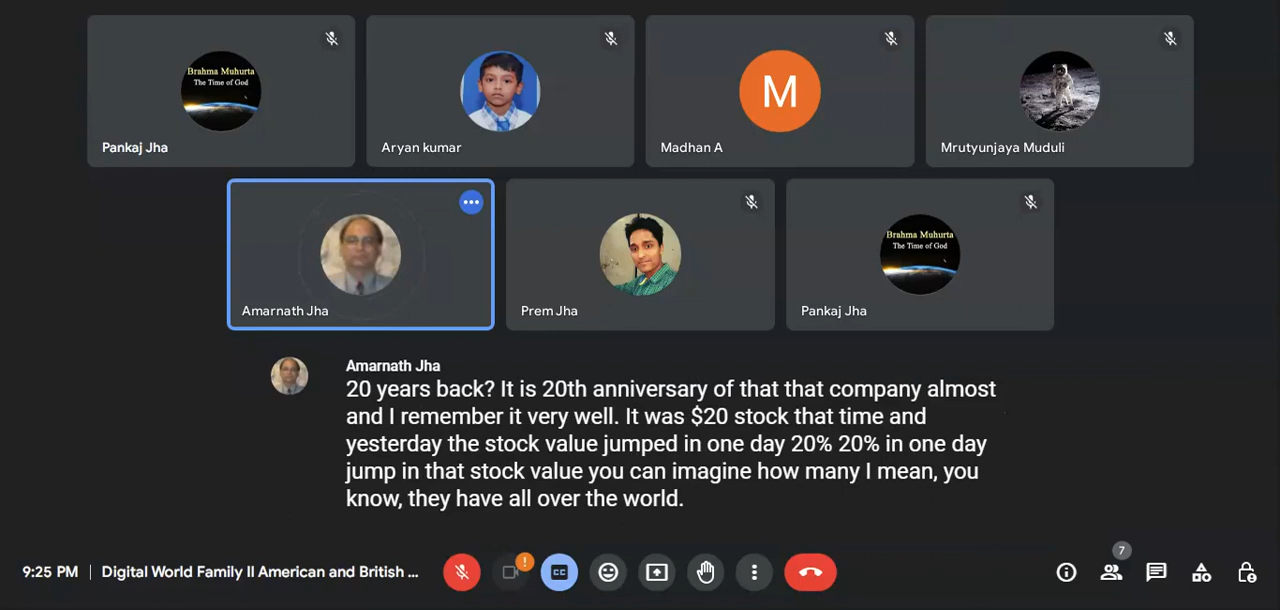 Brahma Muhurta
The Time of God
Pankaj Jha
Aryan kumar
M
Madhan A
Mrutyunjaya Muduli
Amarnath Jha
Prem Jha
Brahma Muhurta
The Time of God
Pankaj Jha
Amarnath Jha
20 years back? It is 20th anniversary of that that company almost
and I remember it very well. It was $20 stock that time and
yesterday the stock value jumped in one day 20% 20% in one day
jump in that stock value you can imagine how many I mean, you
know, they have all over the world.
9:25 PM | Digital World Family II American and British ...
!
CC
7